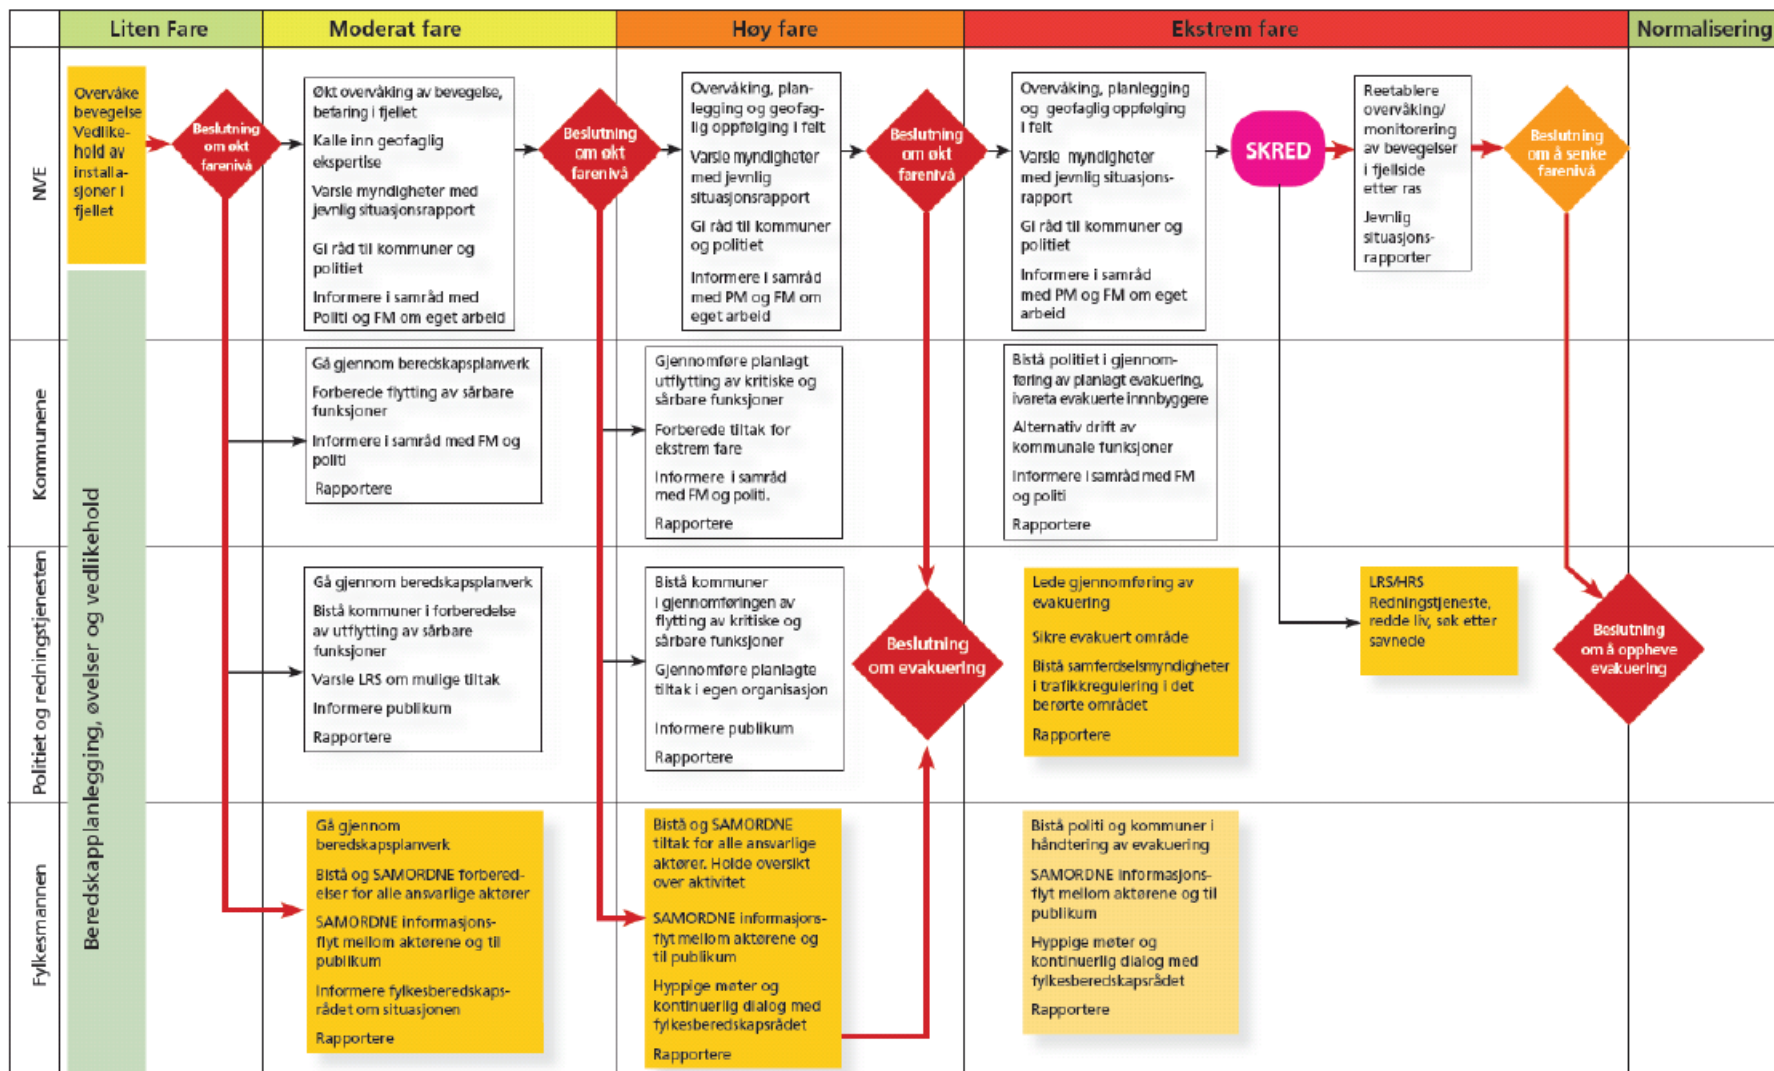 Liten Fare
Moderat fare
Høy fare
Ekstrem fare
Normalisering
NVE
Overvåke
bevegelse
Vedlike-
hold av
installa-
sjoner i
fjellet
Beslutning
om økt
farenivå
Økt overvåking av bevegelse,
befaring i fjellet
Kalle inn geofaglig
ekspertise
Varsle myndigheter med
jevnlig situasjonsrapport
Gi råd til kommuner og
politiet
Informere i samråd med
Politi og FM om eget arbeid
Beslutning
om økt
farenivå
Overvåking, plan-
legging og geofag-
lig oppfølging i felt
Varsle myndigheter
med jevnlig
situasjonsrapport
Gi råd til kommuner
og politiet
Informere i samråd
med PM og FM om
eget arbeid
Beslutning
om økt
farenivå
Overvåking, planlegging
og geofaglig oppfølging
i felt
Varsle myndigheter
med jevnlig situasjons-
rapport
Gi råd til kommuner og
politiet
Informere i samråd
med PM og FM om eget
arbeid
SKRED
Reetablere
overvåking/
monitorering
av bevegelser
i fjellside
etter ras
Jevnlig
situasjons-
rapporter
Beslutning
om å senke
farenivå
Beredskapplanlegging, øvelser og vedlikehold
Kommunene
Gå gjennom beredskapsplanverk
Forberede flytting av sårbare
funksjoner
Informere i samråd med FM og
politi
Rapportere
Gjennomføre planlagt
utflytting av kritiske og
sårbare funksjoner
Forberede tiltak for
ekstrem fare
Informere i samråd
med FM og politi.
Rapportere
Bistå politiet i gjennom-
føring av planlagt evakuering,
ivareta evakuerte innnbyggere
Alternativ drift av
kommunale funksjoner
Informere i samråd med FM
og politi
Rapportere
Politiet og redningstjenesten
Gå gjennom beredskapsplanverk
Bistå kommuner i forberedelse
av utflytting av sårbare
funksjoner
Varsle LRS om mulige tiltak
Informere publikum
Rapportere
Bistå kommuner
i gjennomføringen av
flytting av kritiske og
sårbare funksjoner
Gjennomføre planlagte
tiltak i egen organisasjon
Informere publikum
Rapportere
Beslutning
om evakuering
Lede gjennomføring av
evakuering
Sikre evakuert område
Bistå samferdselsmyndigheter
i trafikkregulering i det
berørte området
Rapportere
LRS/HRS
Redningstjeneste,
redde liv, søk etter
savnede
Beslutning
om å oppheve
evakuering
Fylkesmannen
Gå gjennom
beredskapsplanverk
Bistå og SAMORDNE forbered-
elser for alle ansvarlige aktører
SAMORDNE informasjons-
flyt mellom aktørene og til
publikum
Informere fylkesberedskaps-
rådet om situasjonen
Rapportere
Bistå og SAMORDNE
tiltak for alle ansvarlige
aktører. Holde oversikt
over aktivitet
SAMORDNE informasjons-
flyt mellom aktørene og
til publikum
Hyppige møter og
kontinuerlig dialog med
fylkesberedskapsrådet
Rapportere
Bistå politi og kommuner i
håndtering av evakuering
SAMORDNE informasjons-
flyt mellom aktørene og til
publikum
Hyppige møter og
kontinuerlig dialog med
fylkesberedskapsrådet
Rapportere